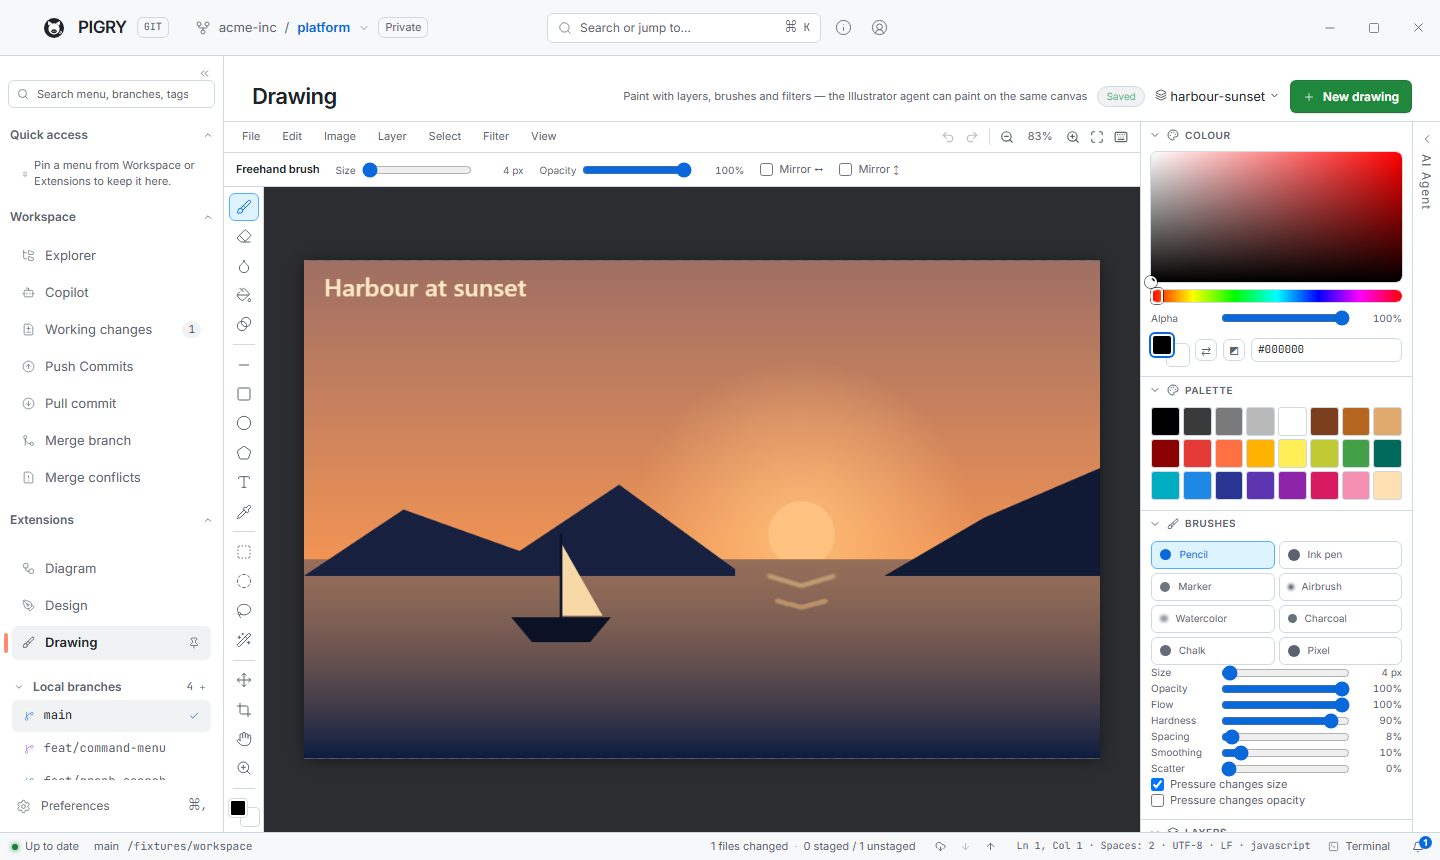 PIGRY GIT acme-inc / platform Private Search or jump to... ⌘ K
Search menu, branches, tags
Quick access
Pin a menu from Workspace or
Extensions to keep it here.
Workspace
Explorer
Copilot
Working changes 1
Push Commits
Pull commit
Merge branch
Merge conflicts
Extensions
Diagram
Design
Drawing
Local branches 4 +
main
feat/command-menu
Preferences ⌘,
Drawing
Paint with layers, brushes and filters — the Illustrator agent can paint on the same canvas Saved harbour-sunset + New drawing
File Edit Image Layer Select Filter View 83%
Freehand brush Size 4 px Opacity 100% Mirror ↔ Mirror ↕
Harbour at sunset
COLOUR
Alpha 100%
#000000
PALETTE
BRUSHES
Pencil Ink pen
Marker Airbrush
Watercolor Charcoal
Chalk Pixel
Size 4 px
Opacity 100%
Flow 100%
Hardness 90%
Spacing 8%
Smoothing 10%
Scatter 0%
Pressure changes size
Pressure changes opacity
AI Agent
Up to date main /fixtures/workspace 1 files changed · 0 staged / 1 unstaged Ln 1, Col 1 · Spaces: 2 · UTF-8 · LF · javascript Terminal 1